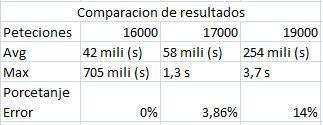 Comparacion de resultados
Peteciones 16000 17000 19000
Avg 42 mili (s) 58 mili (s) 254 mili (s)
Max 705 mili (s) 1,3 s 3,7 s
Porcetanje
Error 0% 3,86% 14%